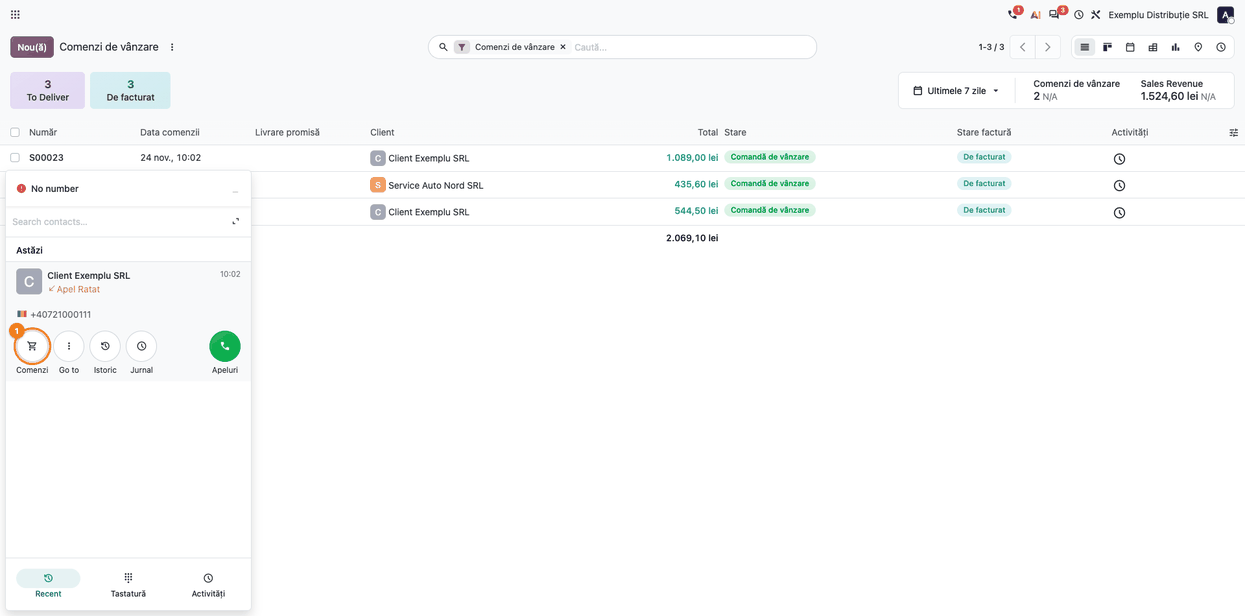 1
AI
3
Exemplu Distribuție SRL
A
Nou(ă)
Comenzi de vânzare
Comenzi de vânzare
Caută...
1-3 / 3
3
To Deliver
3
De facturat
Ultimele 7 zile
Comenzi de vânzare
2 N/A
Sales Revenue
1.524,60 lei N/A
Număr
Data comenzii
Livrare promisă
Client
Total
Stare
Stare factură
Activități
S00023
24 nov., 10:02
C
Client Exemplu SRL
1.089,00 lei
Comandă de vânzare
De facturat
S
Service Auto Nord SRL
435,60 lei
Comandă de vânzare
De facturat
C
Client Exemplu SRL
544,50 lei
Comandă de vânzare
De facturat
2.069,10 lei
No number
Search contacts...
Astăzi
C
Client Exemplu SRL
10:02
Apel Ratat
+40721000111
1
Comenzi
Go to
Istoric
Jurnal
Apeluri
Recent
Tastatură
Activități